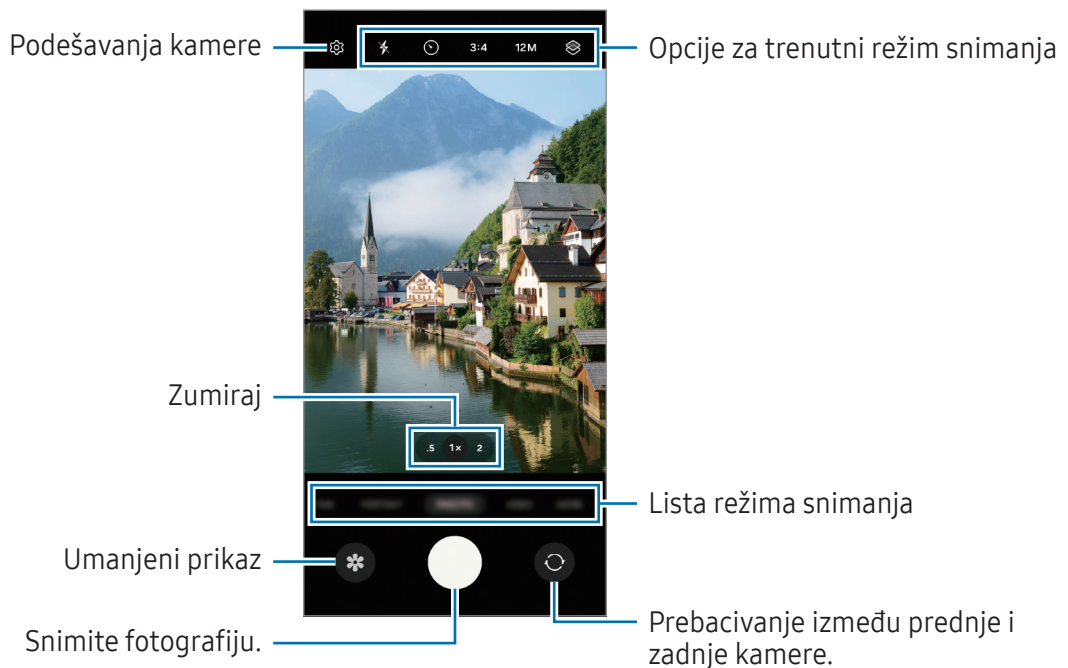 Podešavanja kamere
3:4
12M
Opcije za trenutni režim snimanja
Zumiraj
.5 1× 2
Lista režima snimanja
Umanjeni prikaz
Snimite fotografiju.
Prebacivanje između prednje i
zadnje kamere.